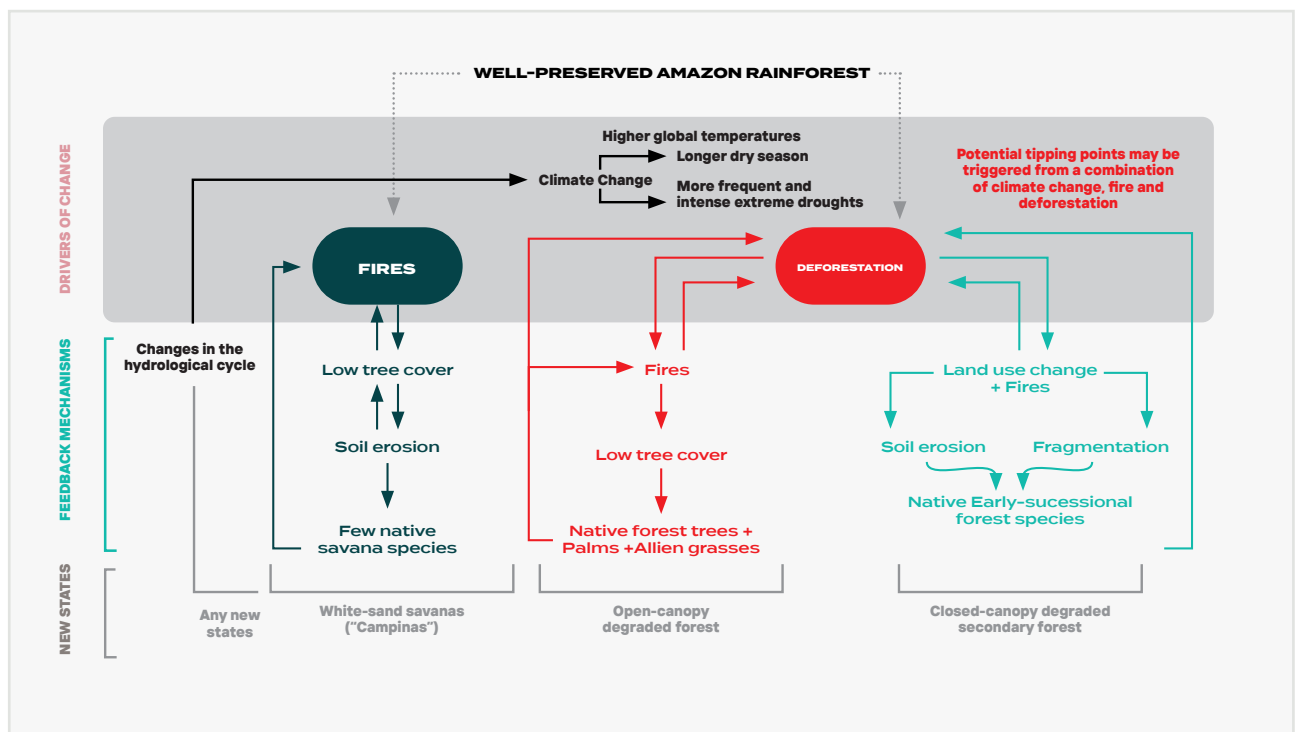 WELL-PRESERVED AMAZON RAINFOREST
DRIVERS OF CHANGE
Higher global temperatures
Longer dry season
Climate Change
More frequent and
intense extreme droughts
Potential tipping points may be
triggered from a combination
of climate change, fire and
deforestation
FIRES
DEFORESTATION
FEEDBACK MECHANISMS
Changes in the
hydrological cycle
Low tree cover
Soil erosion
Few native
savana species
Fires
Low tree cover
Native forest trees +
Palms +Allien grasses
Land use change
+ Fires
Soil erosion
Fragmentation
Native Early-sucessional
forest species
NEW STATES
Any new
states
White-sand savanas
("Campinas")
Open-canopy
degraded forest
Closed-canopy degraded
secondary forest